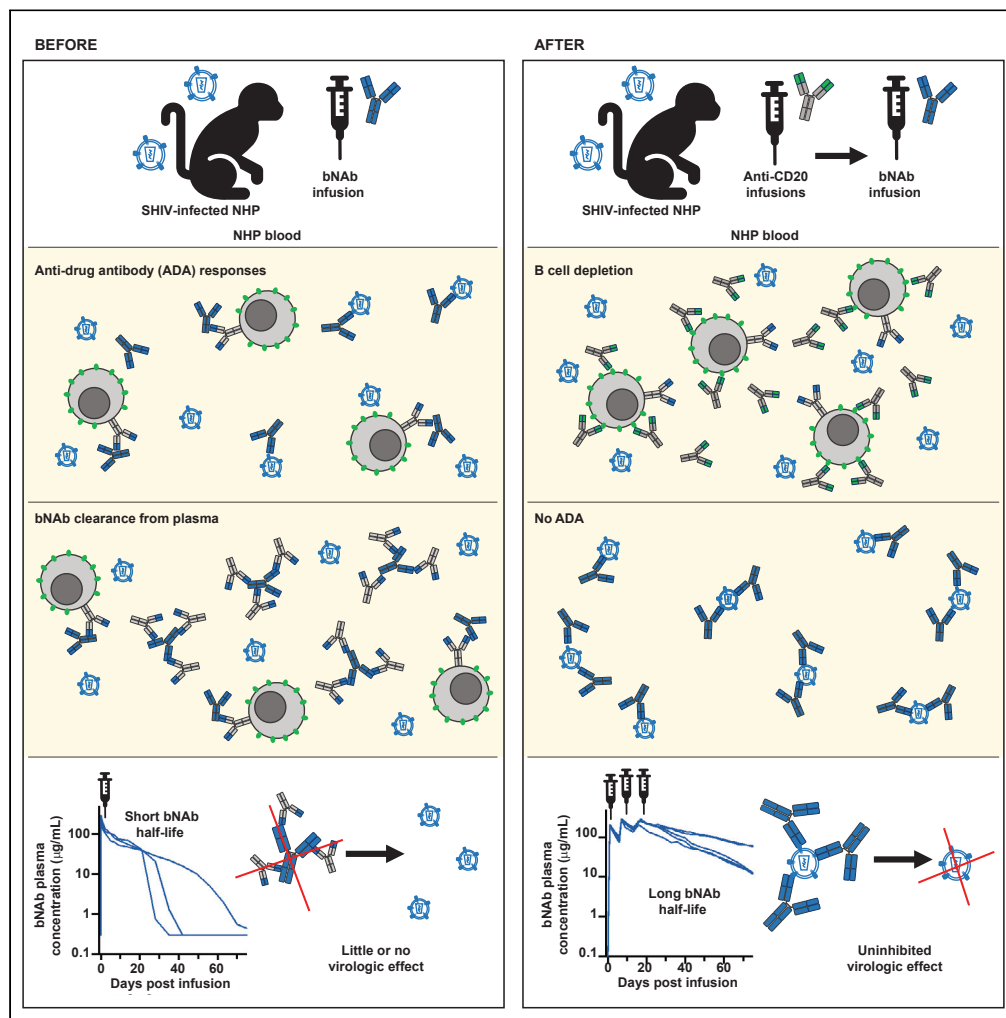 BEFORE
bNAb
infusion
SHIV-infected NHP
NHP blood
Anti-drug antibody (ADA) responses
bNAb clearance from plasma
bNAb plasma
concentration (µg/mL)
100
10
1
0.1
0
20
40
60
Days post infusion
Short bNAb
half-life
Little or no
virologic effect
AFTER
Anti-CD20
infusions
bNAb
infusion
SHIV-infected NHP
NHP blood
B cell depletion
No ADA
bNAb plasma
concentration (µg/mL)
100
10
1
0.1
0
20
40
60
Days post infusion
Long bNAb
half-life
Uninhibited
virologic effect